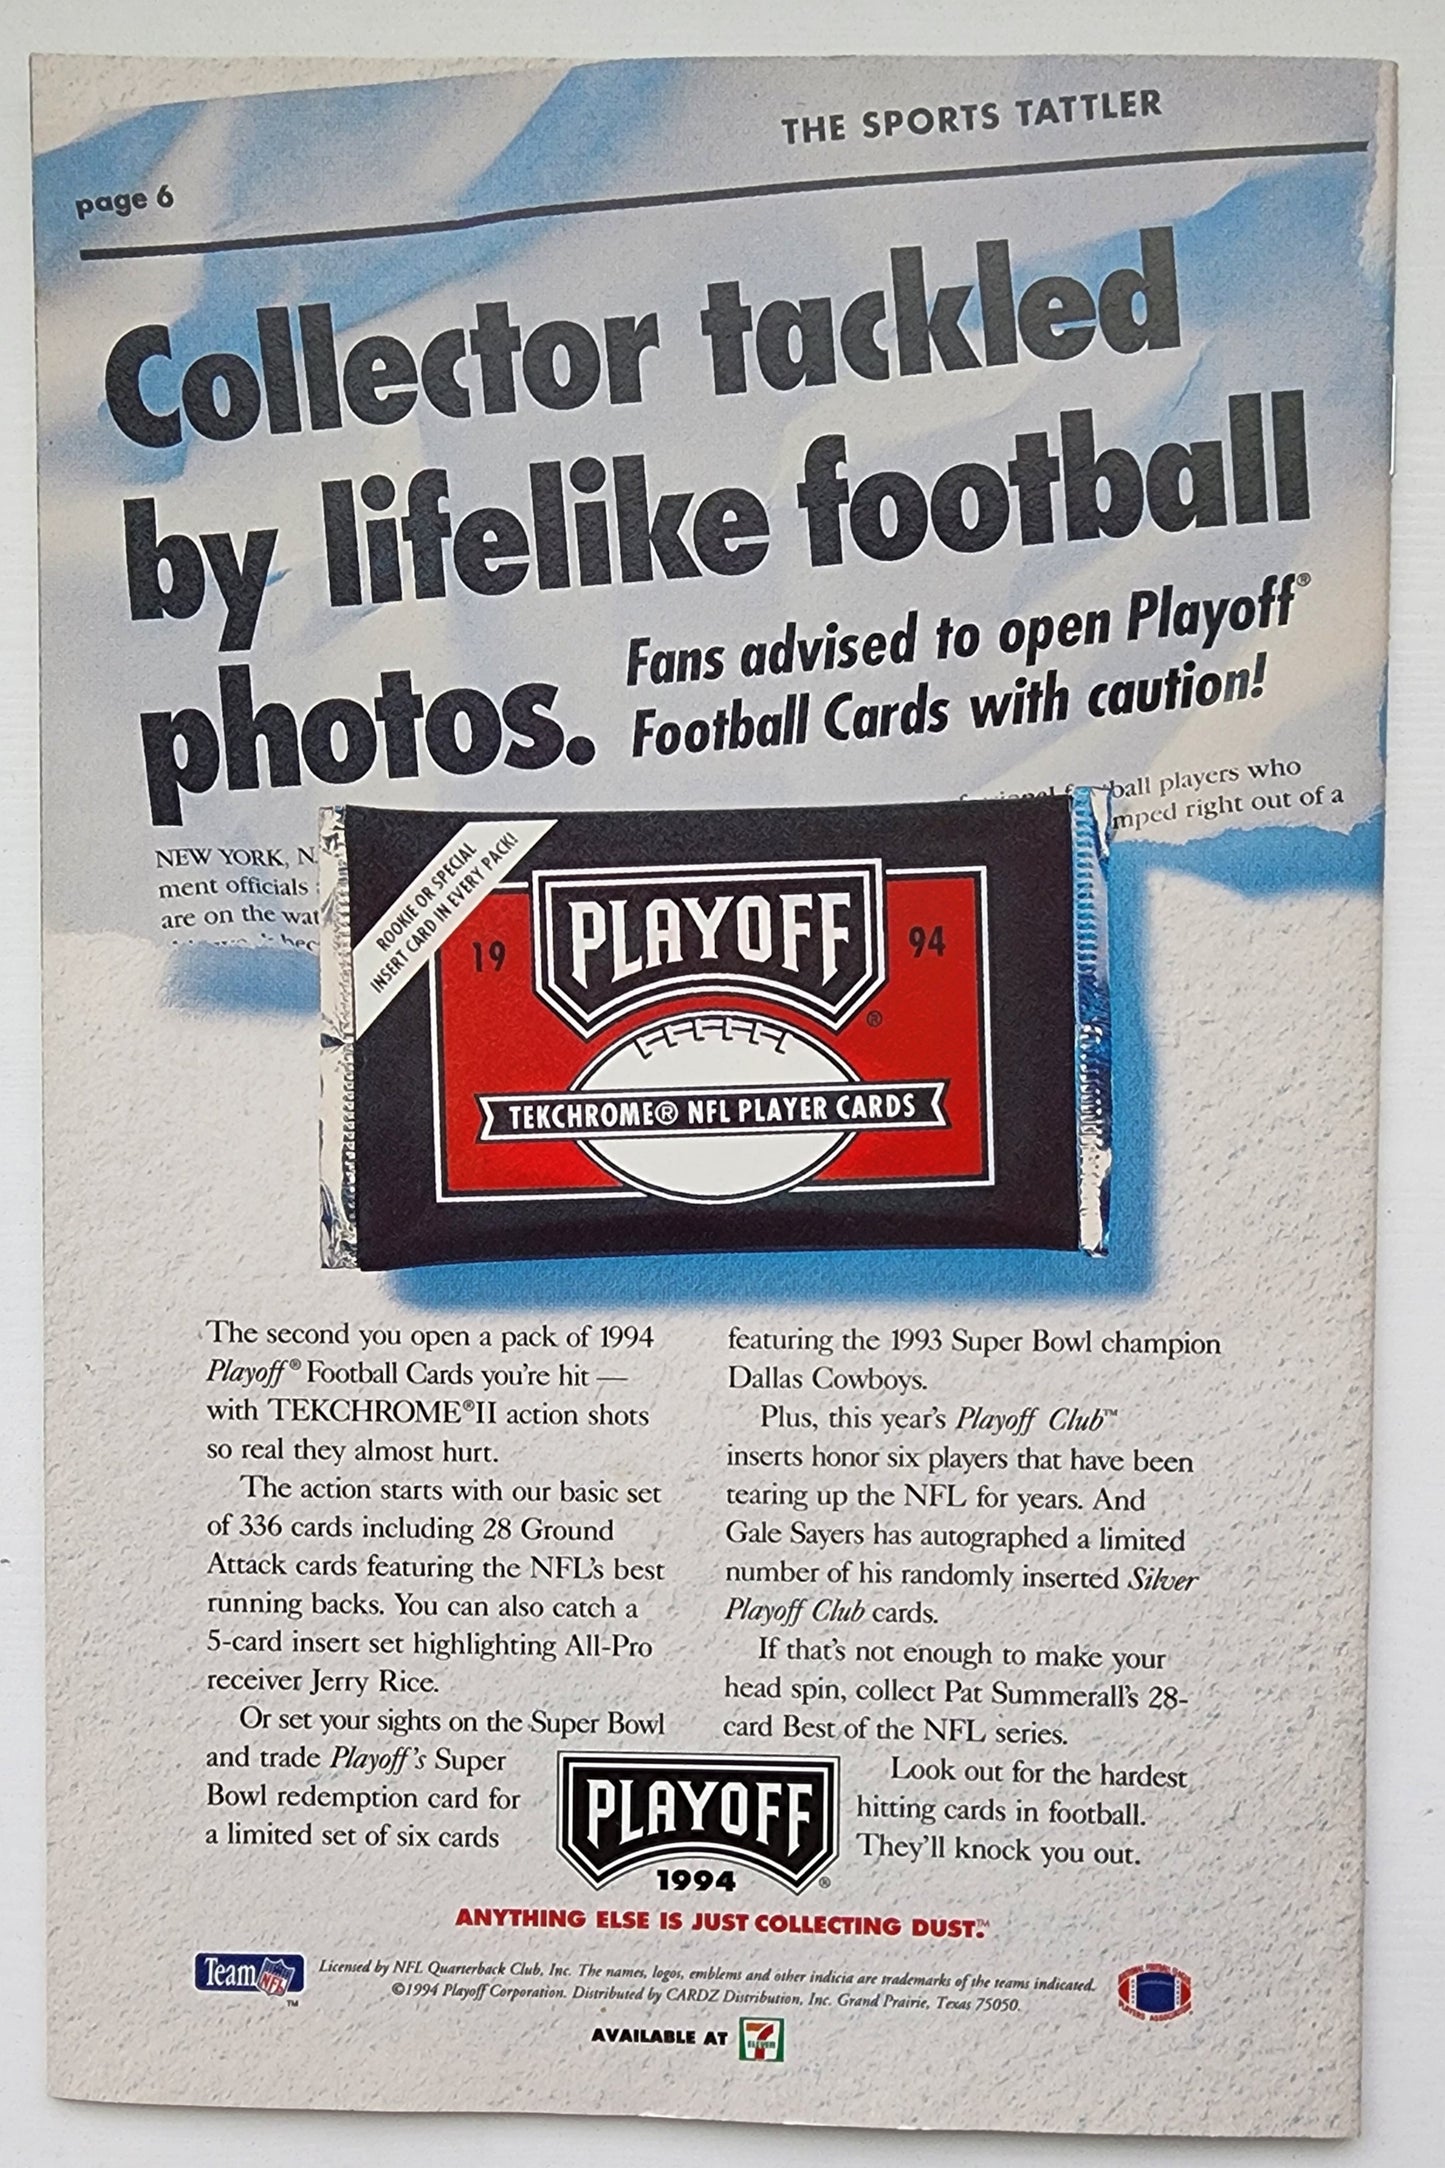 THE SPORTS TATTLER
page 6
Collector tackled
by lifelike football
photos.
Fans advised to open Playoff®
Football Cards with caution!
ball players who
mped right out of a
NEW YORK, N
ment officials
are on the wat
ROOKIE OR SPECIAL
INSERT CARD IN EVERY PACK!
19 PLAYOFF 94
®
TEKCHROME® NFL PLAYER CARDS
The second you open a pack of 1994
Playoff® Football Cards you're hit —
with TEKCHROME®II action shots
so real they almost hurt.
The action starts with our basic set
of 336 cards including 28 Ground
Attack cards featuring the NFL's best
running backs. You can also catch a
5-card insert set highlighting All-Pro
receiver Jerry Rice.
Or set your sights on the Super Bowl
and trade Playoff's Super
Bowl redemption card for
a limited set of six cards
featuring the 1993 Super Bowl champion
Dallas Cowboys.
Plus, this year's Playoff Club™
inserts honor six players that have been
tearing up the NFL for years. And
Gale Sayers has autographed a limited
number of his randomly inserted Silver
Playoff Club cards.
If that's not enough to make your
head spin, collect Pat Summerall's 28-
card Best of the NFL series.
Look out for the hardest
hitting cards in football.
They'll knock you out.
PLAYOFF
1994 ®
ANYTHING ELSE IS JUST COLLECTING DUST.™
Team NFL ™
Licensed by NFL Quarterback Club, Inc. The names, logos, emblems and other indicia are trademarks of the teams indicated.
©1994 Playoff Corporation. Distributed by CARDZ Distribution, Inc. Grand Prairie, Texas 75050.
PLAYERS ASSOCIATION
AVAILABLE AT 7 ELEVEN